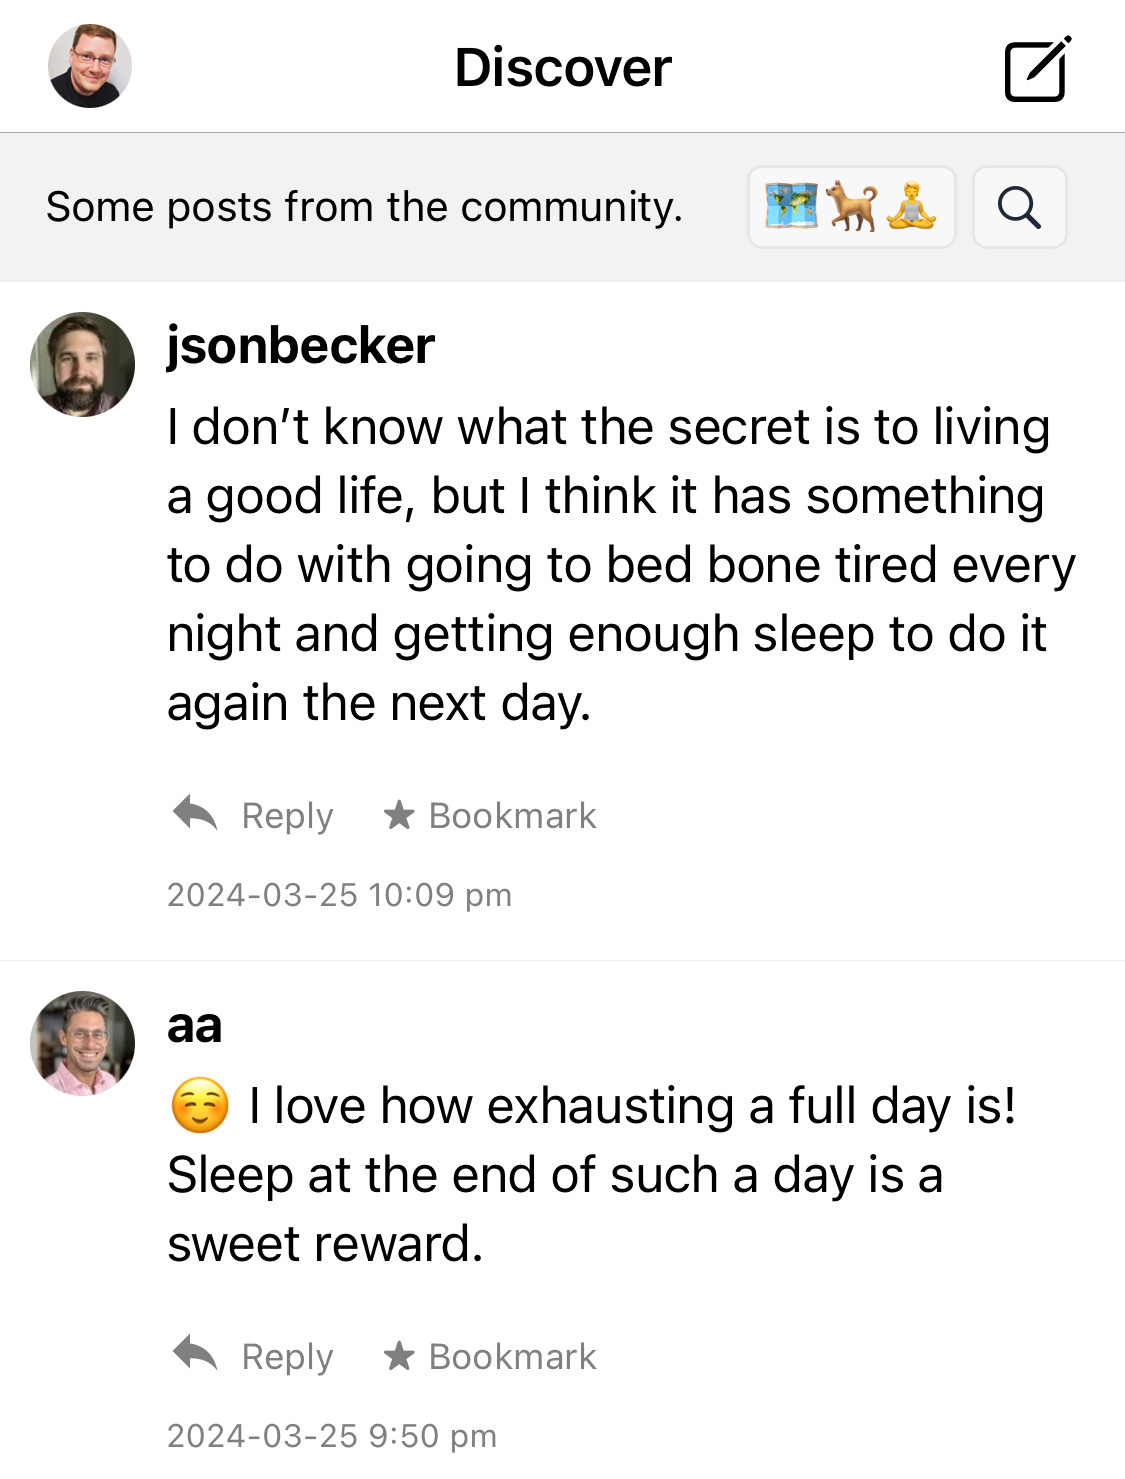 Discover
Some posts from the community. 🗺️🐕🧘
jsonbecker
I don’t know what the secret is to living
a good life, but I think it has something
to do with going to bed bone tired every
night and getting enough sleep to do it
again the next day.
Reply ★ Bookmark
2024-03-25 10:09 pm
aa
☺️ I love how exhausting a full day is!
Sleep at the end of such a day is a
sweet reward.
Reply ★ Bookmark
2024-03-25 9:50 pm